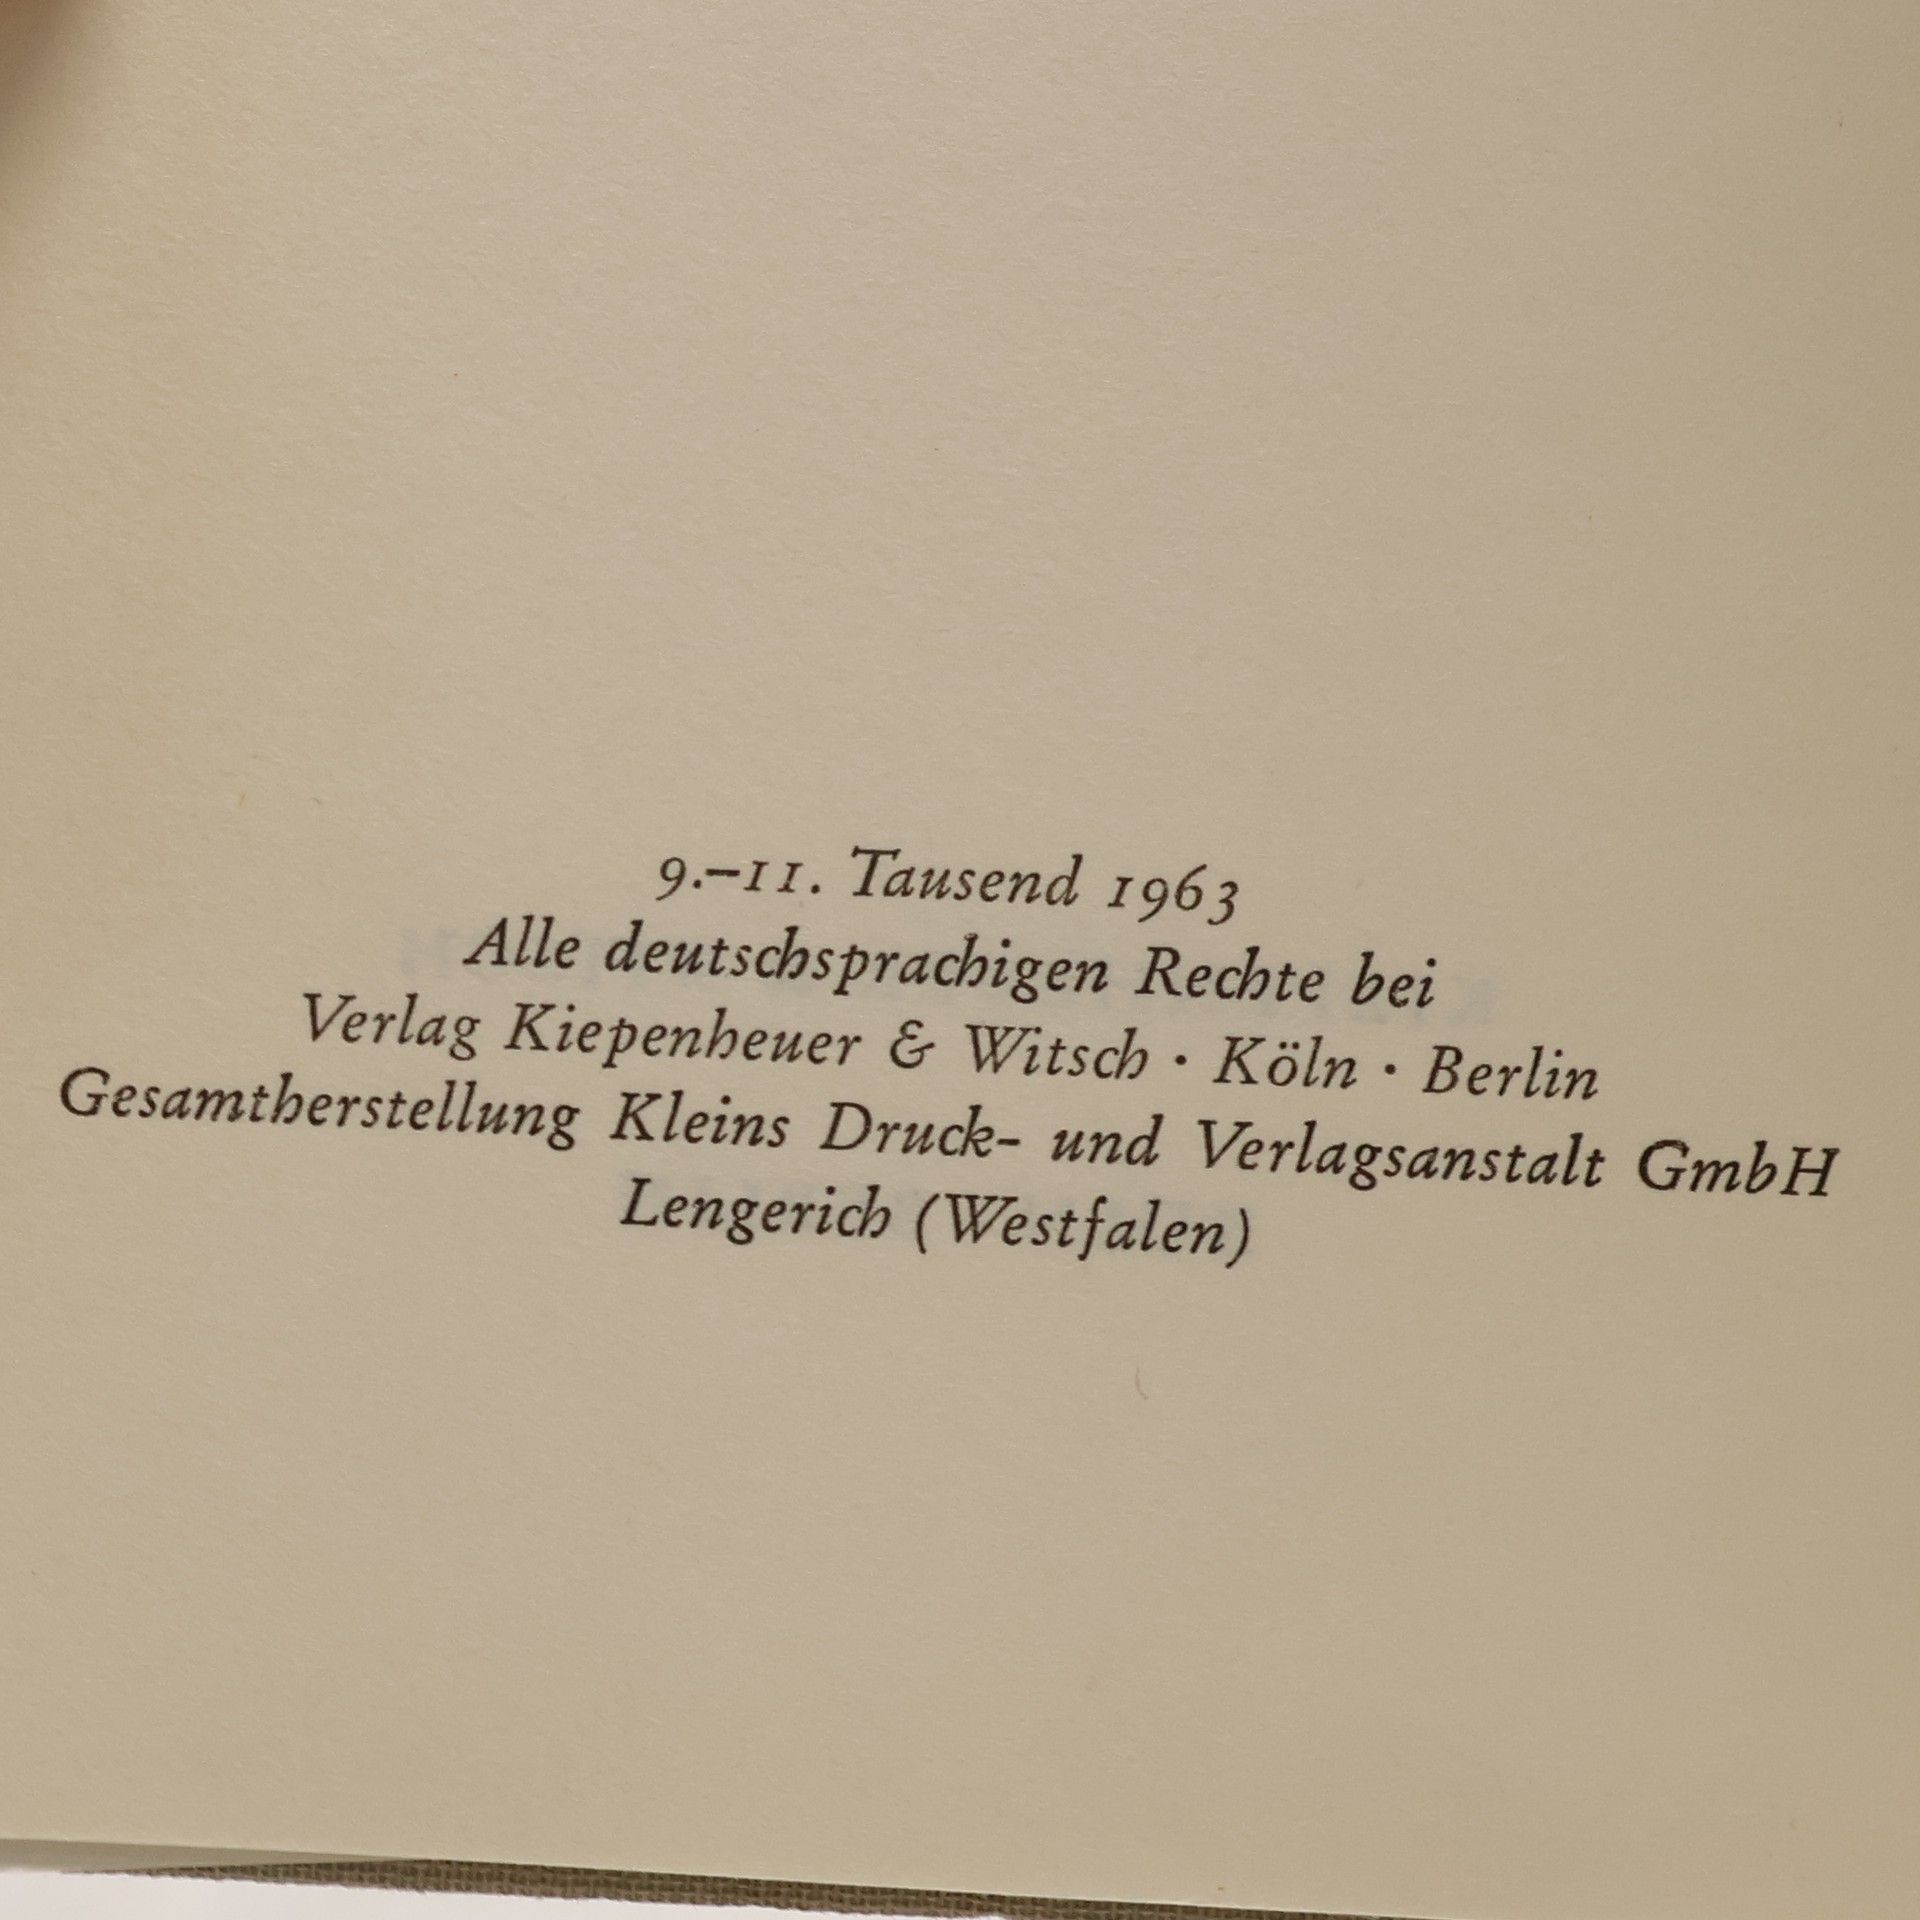 9.–11. Tausend 1963
Alle deutschsprachigen Rechte bei
Verlag Kiepenheuer & Witsch · Köln · Berlin
Gesamtherstellung Kleins Druck- und Verlagsanstalt GmbH
Lengerich (Westfalen)